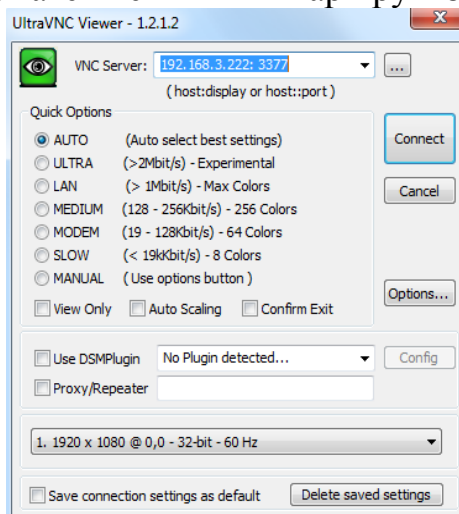 UltraVNC Viewer - 1.2.1.2
VNC Server: 192.168.3.222: 3377 ...
( host:display or host::port )
Quick Options
AUTO (Auto select best settings) Connect
ULTRA (>2Mbit/s) - Experimental
LAN (> 1Mbit/s) - Max Colors Cancel
MEDIUM (128 - 256Kbit/s) - 256 Colors
MODEM (19 - 128Kbit/s) - 64 Colors
SLOW (< 19kKbit/s) - 8 Colors
MANUAL ( Use options button )
Options...
View Only Auto Scaling Confirm Exit
Use DSMPlugin No Plugin detected... Config
Proxy/Repeater
1. 1920 x 1080 @ 0,0 - 32-bit - 60 Hz
Save connection settings as default Delete saved settings